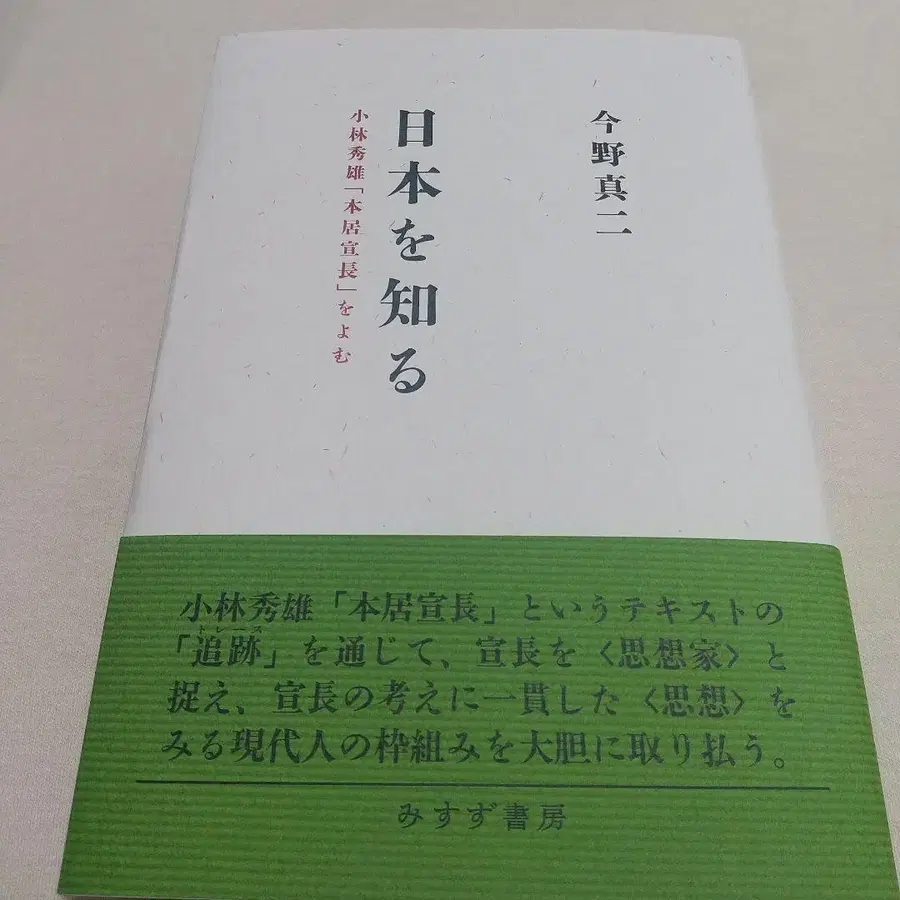 今野真二
日本を知る
小林秀雄「本居宣長」をよむ
小林秀雄「本居宣長」というテキストの
「追跡」を通じて、宣長を〈思想家〉と
捉え、宣長の考えに一貫した〈思想〉を
みる現代人の枠組みを大胆に取り払う。
みすず書房